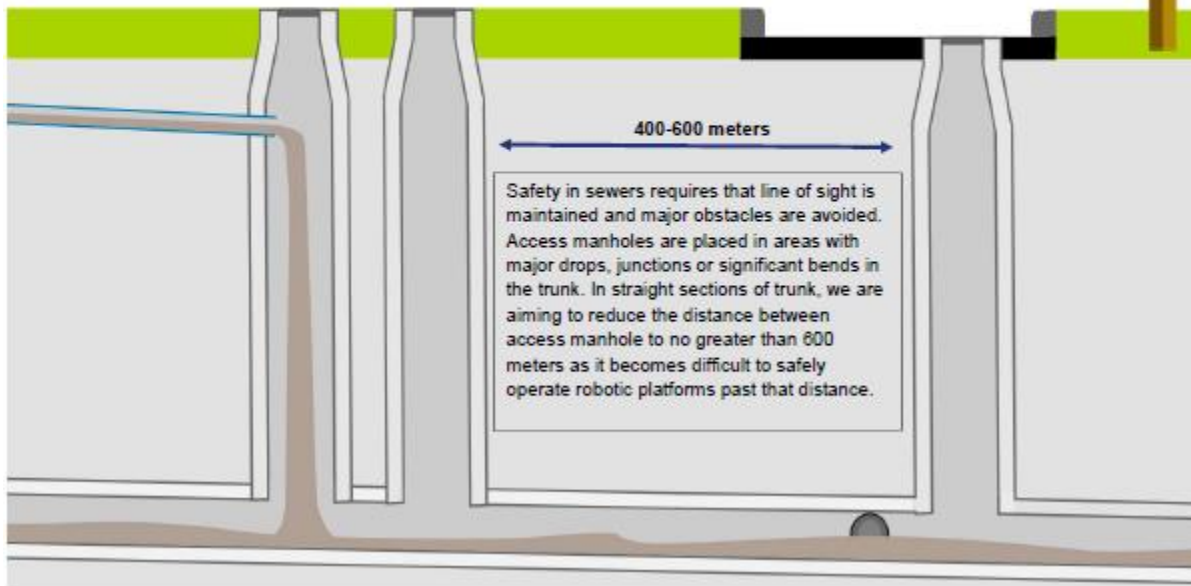 400-600 meters
Safety in sewers requires that line of sight is
maintained and major obstacles are avoided.
Access manholes are placed in areas with
major drops, junctions or significant bends in
the trunk. In straight sections of trunk, we are
aiming to reduce the distance between
access manhole to no greater than 600
meters as it becomes difficult to safely
operate robotic platforms past that distance.